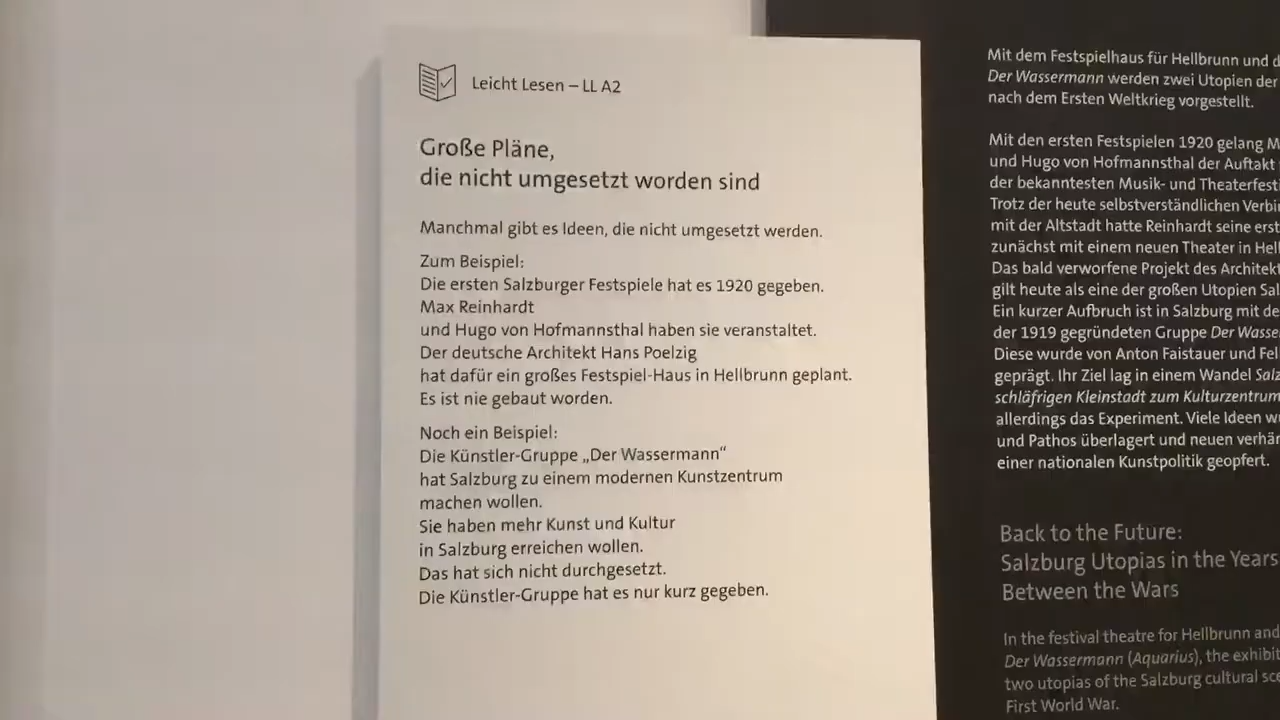 Leicht Lesen – LL A2
Große Pläne,
die nicht umgesetzt worden sind
Manchmal gibt es Ideen, die nicht umgesetzt werden.
Zum Beispiel:
Die ersten Salzburger Festspiele hat es 1920 gegeben.
Max Reinhardt
und Hugo von Hofmannsthal haben sie veranstaltet.
Der deutsche Architekt Hans Poelzig
hat dafür ein großes Festspiel-Haus in Hellbrunn geplant.
Es ist nie gebaut worden.
Noch ein Beispiel:
Die Künstler-Gruppe „Der Wassermann“
hat Salzburg zu einem modernen Kunstzentrum
machen wollen.
Sie haben mehr Kunst und Kultur
in Salzburg erreichen wollen.
Das hat sich nicht durchgesetzt.
Die Künstler-Gruppe hat es nur kurz gegeben.
Mit dem Festspielhaus für Hellbrunn und
Der Wassermann werden zwei Utopien der
nach dem Ersten Weltkrieg vorgestellt.
Mit den ersten Festspielen 1920 gelang
und Hugo von Hofmannsthal der Auftakt
der bekanntesten Musik- und
Trotz der heute selbstverständlichen
mit der Altstadt hatte Reinhardt seine
zunächst mit einem neuen Theater in
Das bald verworfene Projekt des
gilt heute als eine der großen Utopien
Ein kurzer Aufbruch ist in Salzburg mit
der 1919 gegründeten Gruppe Der
Diese wurde von Anton Faistauer und
geprägt. Ihr Ziel lag in einem Wandel
schläfrigen Kleinstadt zum Kulturzentrum
allerdings das Experiment. Viele Ideen
und Pathos überlagert und neuen
einer nationalen Kunstpolitik geopfert.
Back to the Future:
Salzburg Utopias in the Years
Between the Wars
In the festival theatre for Hellbrunn and
Der Wassermann (Aquarius), the
two utopias of the Salzburg cultural
First World War.